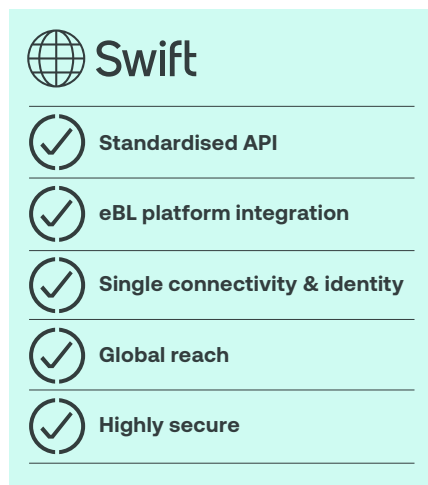 Swift
Standardised API
eBL platform integration
Single connectivity & identity
Global reach
Highly secure